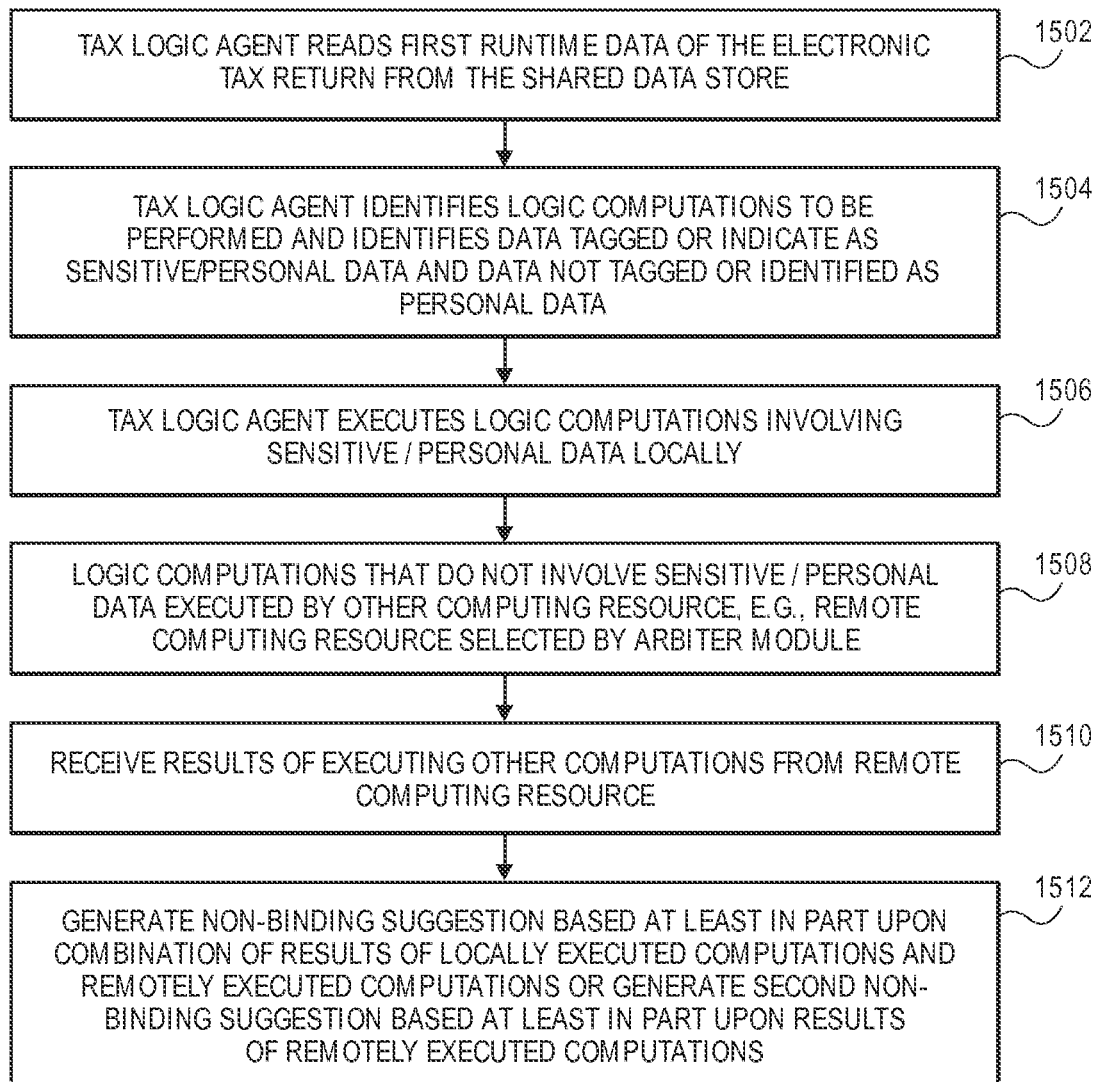 TAX LOGIC AGENT READS FIRST RUNTIME DATA OF THE ELECTRONIC
TAX RETURN FROM THE SHARED DATA STORE
1502
TAX LOGIC AGENT IDENTIFIES LOGIC COMPUTATIONS TO BE
PERFORMED AND IDENTIFIES DATA TAGGED OR INDICATE AS
SENSITIVE/PERSONAL DATA AND DATA NOT TAGGED OR IDENTIFIED AS
PERSONAL DATA
1504
TAX LOGIC AGENT EXECUTES LOGIC COMPUTATIONS INVOLVING
SENSITIVE / PERSONAL DATA LOCALLY
1506
LOGIC COMPUTATIONS THAT DO NOT INVOLVE SENSITIVE / PERSONAL
DATA EXECUTED BY OTHER COMPUTING RESOURCE, E.G., REMOTE
COMPUTING RESOURCE SELECTED BY ARBITER MODULE
1508
RECEIVE RESULTS OF EXECUTING OTHER COMPUTATIONS FROM REMOTE
COMPUTING RESOURCE
1510
GENERATE NON-BINDING SUGGESTION BASED AT LEAST IN PART UPON
COMBINATION OF RESULTS OF LOCALLY EXECUTED COMPUTATIONS AND
REMOTELY EXECUTED COMPUTATIONS OR GENERATE SECOND NON-
BINDING SUGGESTION BASED AT LEAST IN PART UPON RESULTS
OF REMOTELY EXECUTED COMPUTATIONS
1512